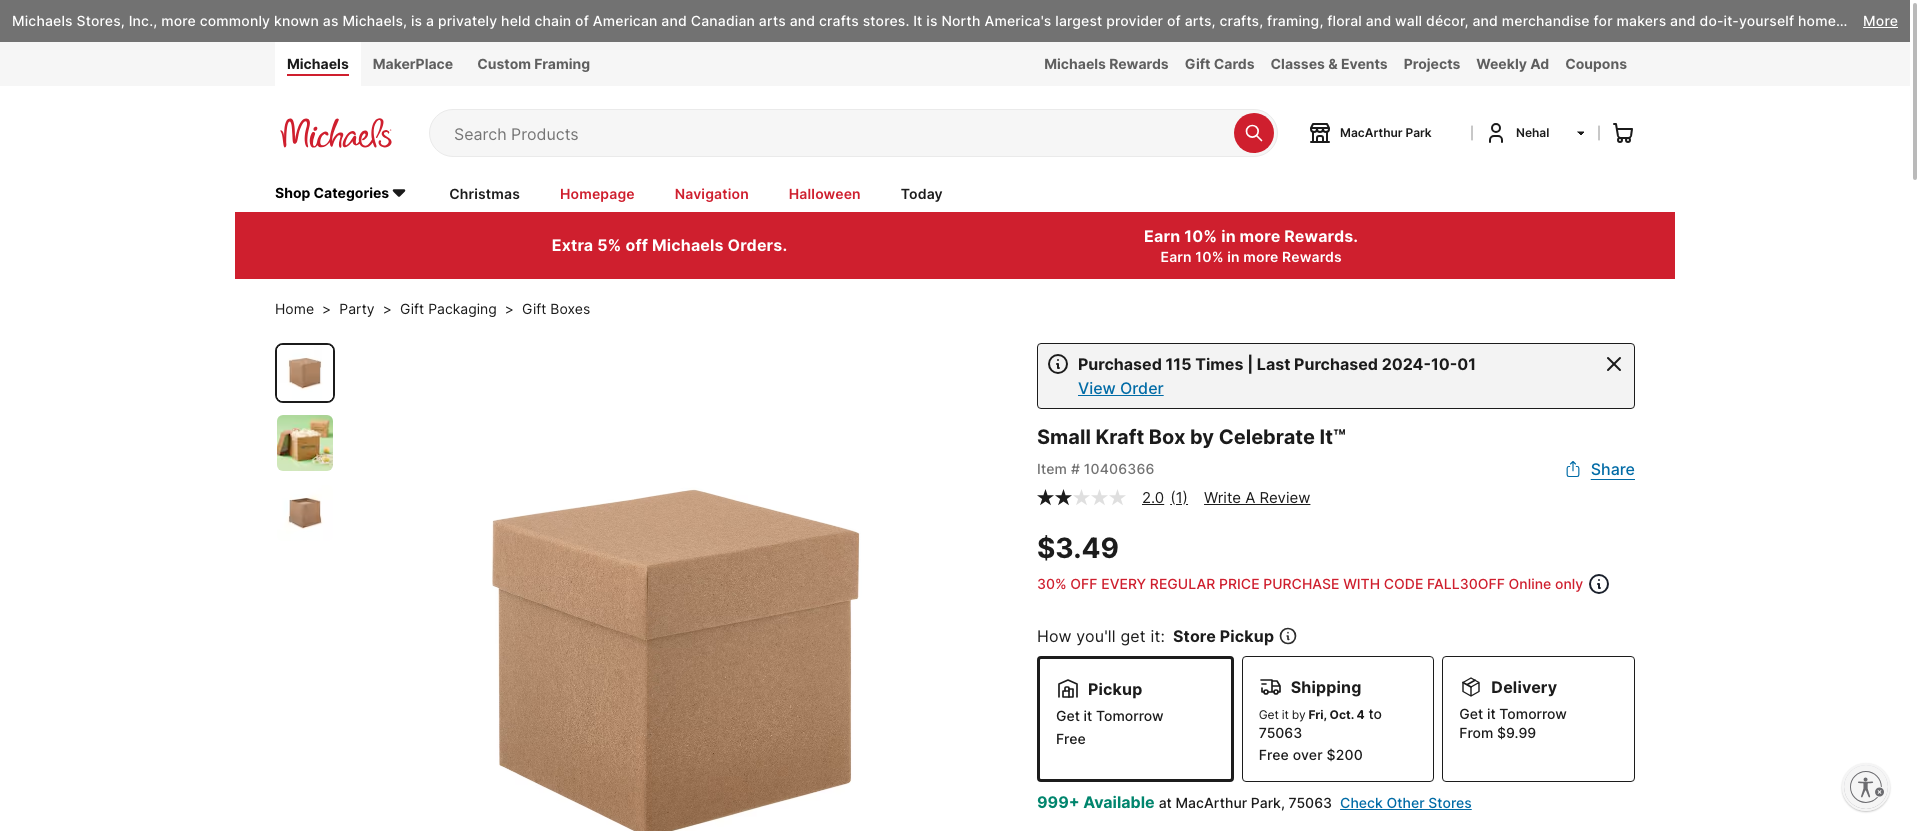 Michaels Stores, Inc., more commonly known as Michaels, is a privately held chain of American and Canadian arts and crafts stores. It is North America's largest provider of arts, crafts, framing, floral and wall décor, and merchandise for makers and do-it-yourself home... More
Michaels MakerPlace Custom Framing Michaels Rewards Gift Cards Classes & Events Projects Weekly Ad Coupons
Michaels Search Products MacArthur Park Nehal
Shop Categories Christmas Homepage Navigation Halloween Today
Extra 5% off Michaels Orders.
Earn 10% in more Rewards.
Earn 10% in more Rewards
Home > Party > Gift Packaging > Gift Boxes
Purchased 115 Times | Last Purchased 2024-10-01
View Order
Small Kraft Box by Celebrate It™
Item # 10406366
Share
2.0 (1) Write A Review
$3.49
30% OFF EVERY REGULAR PRICE PURCHASE WITH CODE FALL30OFF Online only
How you'll get it: Store Pickup
Pickup
Get it Tomorrow
Free
Shipping
Get it by Fri, Oct. 4 to
75063
Free over $200
Delivery
Get it Tomorrow
From $9.99
999+ Available at MacArthur Park, 75063 Check Other Stores